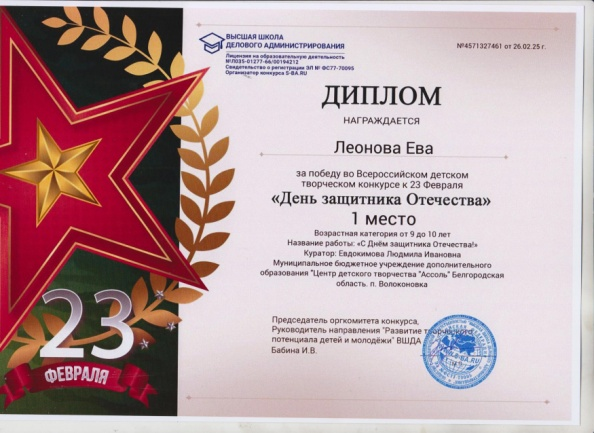 ВЫСШАЯ ШКОЛА
ДЕЛОВОГО АДМИНИСТРИРОВАНИЯ
Лицензия на образовательную деятельность
№Л035-01277-66/00194212
Свидетельство о регистрации ЭЛ № ФС77-70095
Организатор конкурса S-BA.RU
№4571327461 от 26.02.25 г.
ДИПЛОМ
НАГРАЖДАЕТСЯ
Леонова Ева
за победу во Всероссийском детском
творческом конкурсе к 23 Февраля
«День защитника Отечества»
1 место
Возрастная категория от 9 до 10 лет
Название работы: «С Днём защитника Отечества!»
Куратор: Евдокимова Людмила Ивановна
Муниципальное бюджетное учреждение дополнительного
образования "Центр детского творчества "Ассоль" Белгородская
область. п. Волоконовка
Председатель оргкомитета конкурса,
Руководитель направления "Развитие творческого
потенциала детей и молодёжи" ВШДА
Бабина И.В.
S-BA.RU
23
ФЕВРАЛЯ